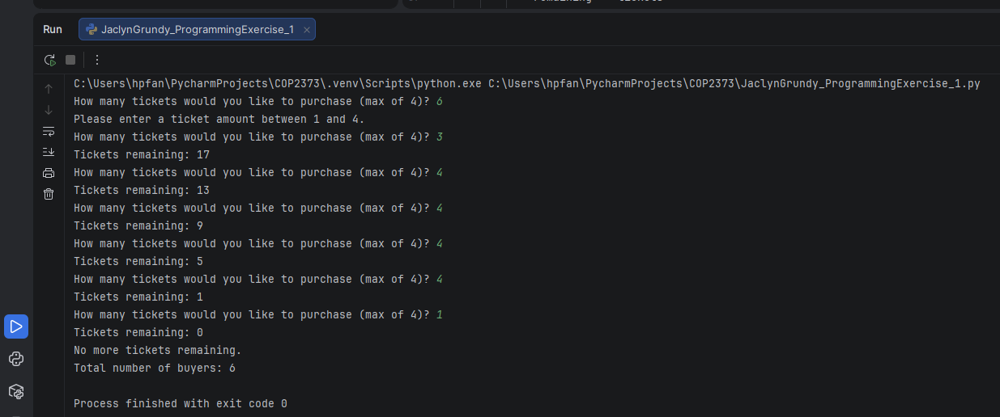 Run JaclynGrundy_ProgrammingExercise_1
C:\Users\hpfan\PycharmProjects\COP2373\.venv\Scripts\python.exe C:\Users\hpfan\PycharmProjects\COP2373\JaclynGrundy_ProgrammingExercise_1.py
How many tickets would you like to purchase (max of 4)? 6
Please enter a ticket amount between 1 and 4.
How many tickets would you like to purchase (max of 4)? 3
Tickets remaining: 17
How many tickets would you like to purchase (max of 4)? 4
Tickets remaining: 13
How many tickets would you like to purchase (max of 4)? 4
Tickets remaining: 9
How many tickets would you like to purchase (max of 4)? 4
Tickets remaining: 5
How many tickets would you like to purchase (max of 4)? 4
Tickets remaining: 1
How many tickets would you like to purchase (max of 4)? 1
Tickets remaining: 0
No more tickets remaining.
Total number of buyers: 6
Process finished with exit code 0